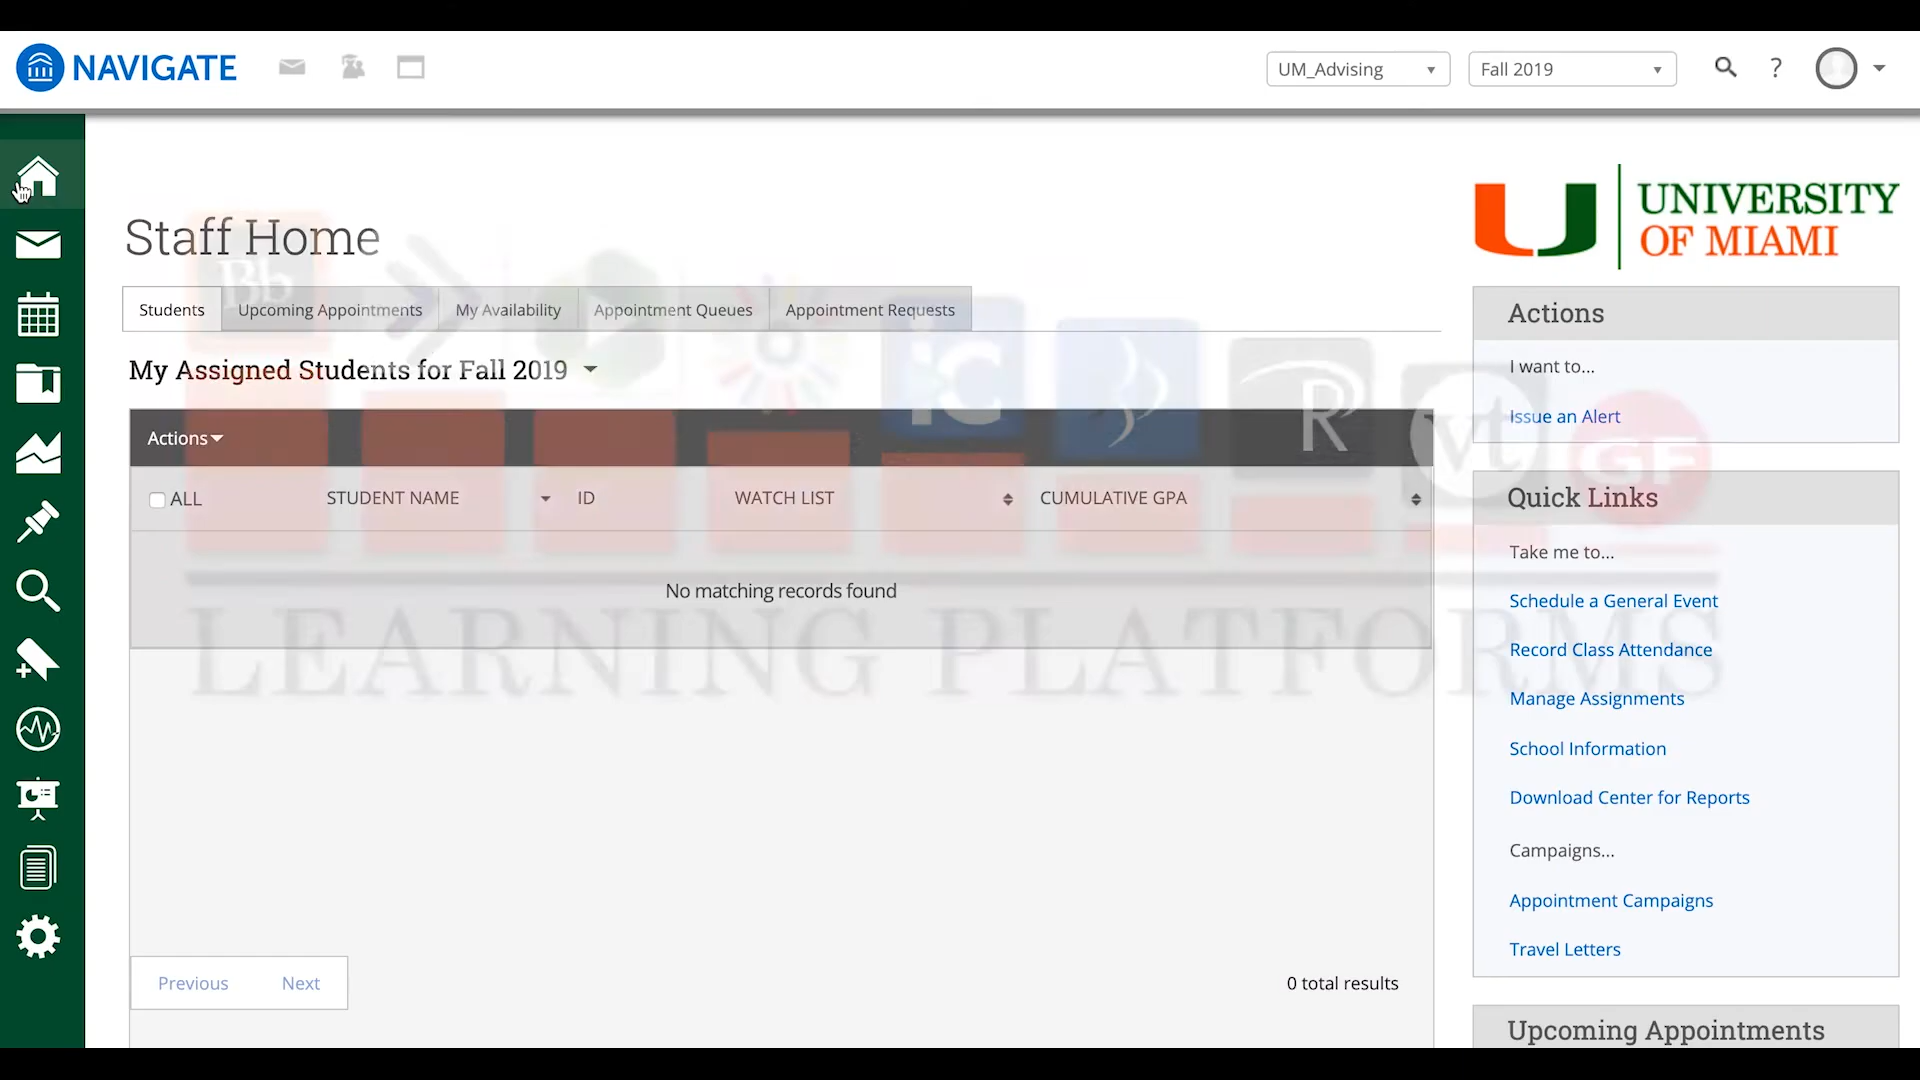 NAVIGATE
UM_Advising
Fall 2019
?
UNIVERSITY
OF MIAMI
Staff Home
Bb
Students
Upcoming Appointments
My Availability
Appointment Queues
Appointment Requests
My Assigned Students for Fall 2019
iC
R
vt
GF
Actions
ALL
STUDENT NAME
ID
WATCH LIST
CUMULATIVE GPA
No matching records found
LEARNING PLATFORMS
Previous
Next
0 total results
Actions
I want to...
Issue an Alert
Quick Links
Take me to...
Schedule a General Event
Record Class Attendance
Manage Assignments
School Information
Download Center for Reports
Campaigns...
Appointment Campaigns
Travel Letters
Upcoming Appointments